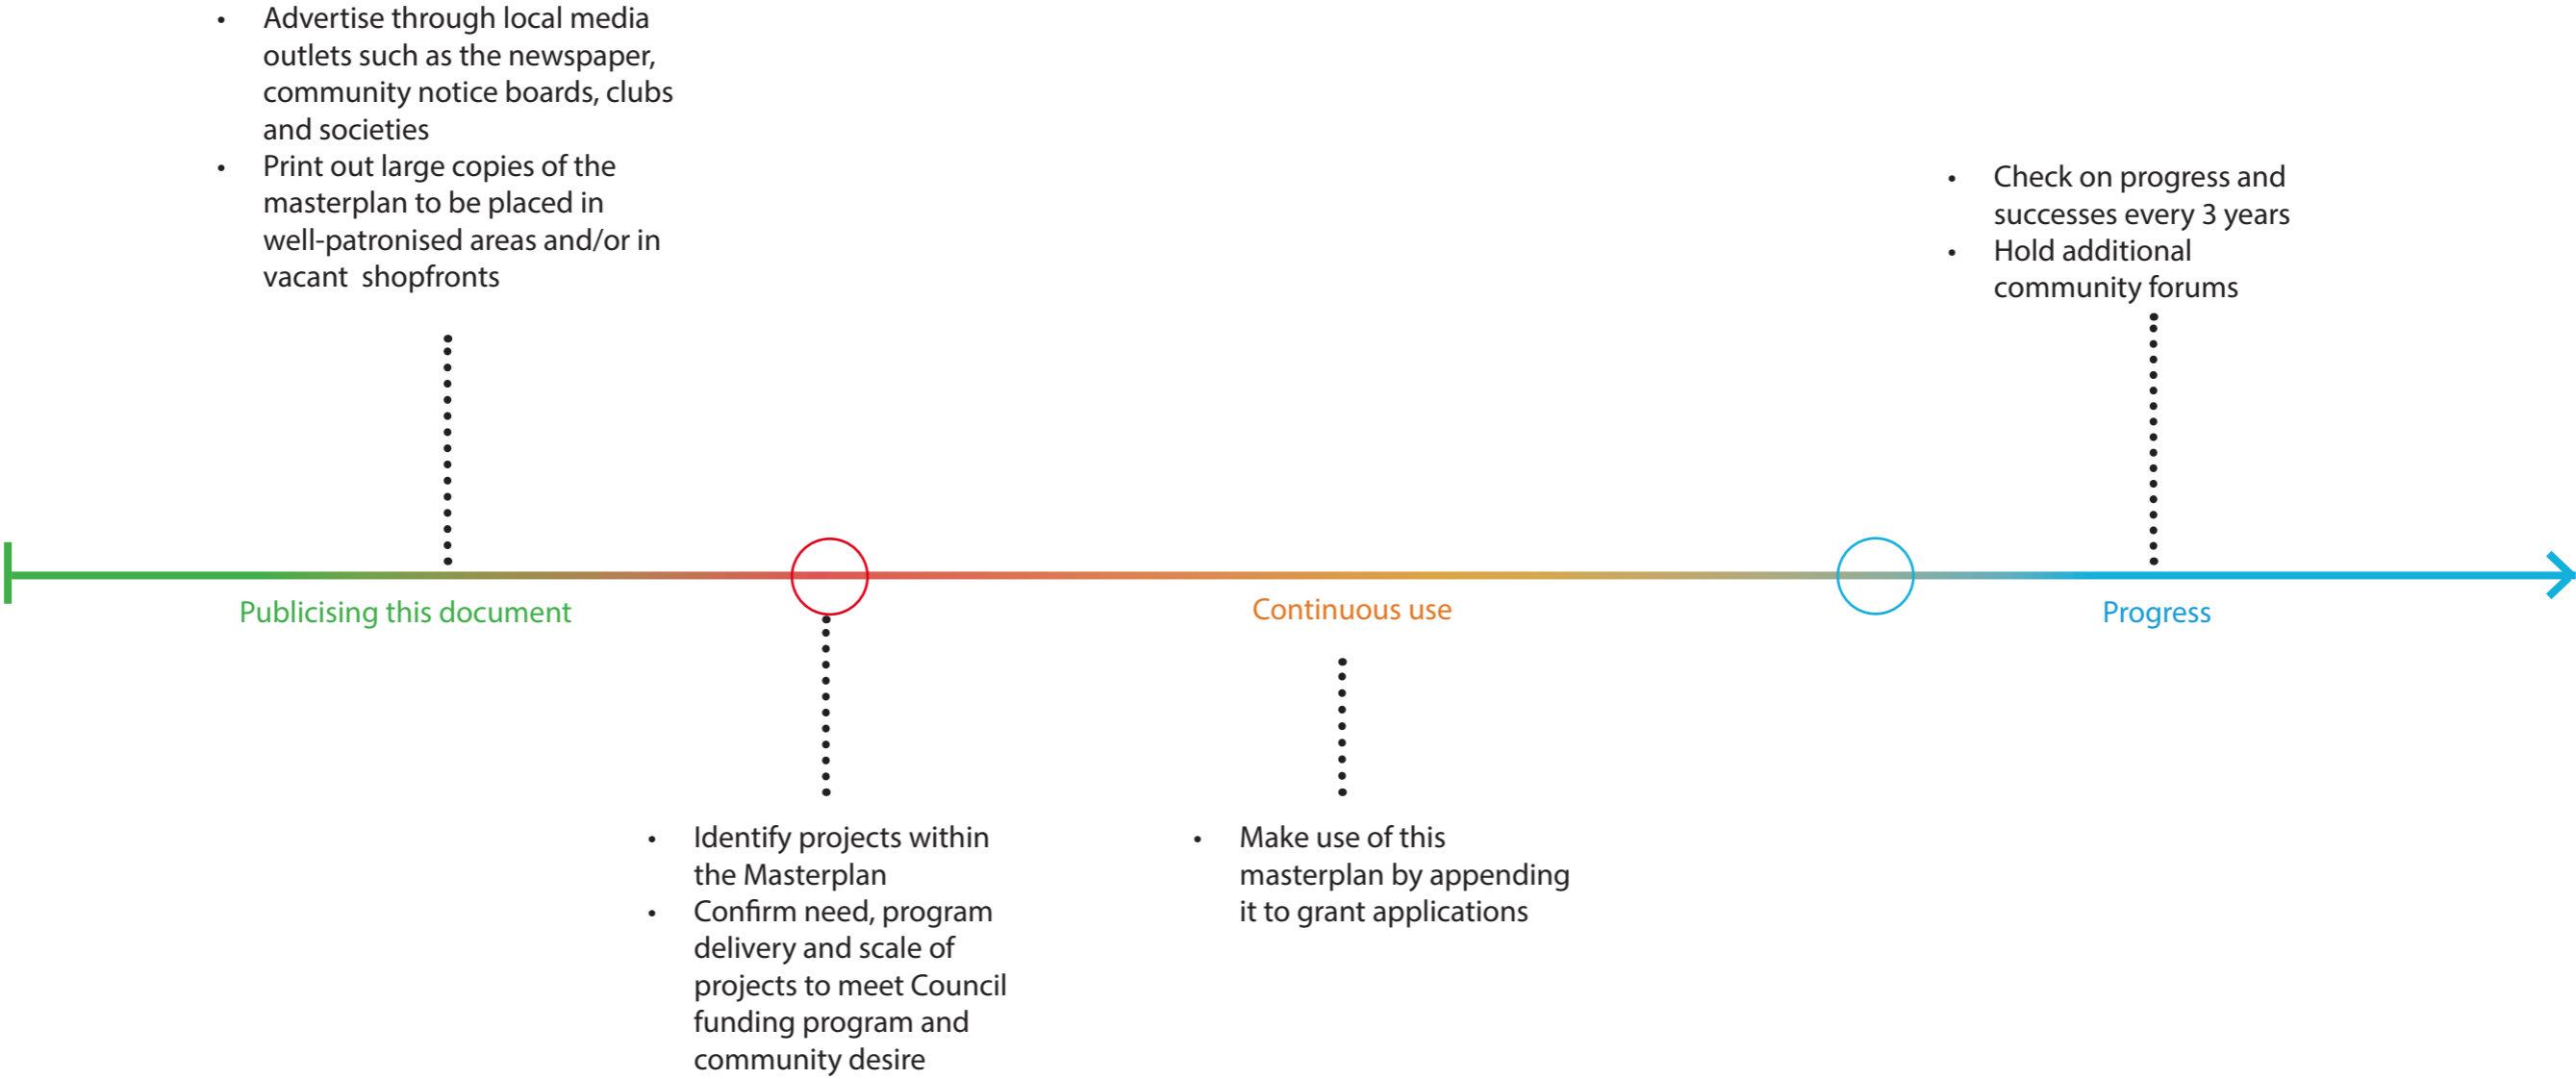 • Advertise through local media
outlets such as the newspaper,
community notice boards, clubs
and societies
• Print out large copies of the
masterplan to be placed in
well-patronised areas and/or in
vacant shopfronts
• Check on progress and
successes every 3 years
• Hold additional
community forums
Publicising this document
Continuous use
Progress
• Identify projects within
the Masterplan
• Confirm need, program
delivery and scale of
projects to meet Council
funding program and
community desire
• Make use of this
masterplan by appending
it to grant applications